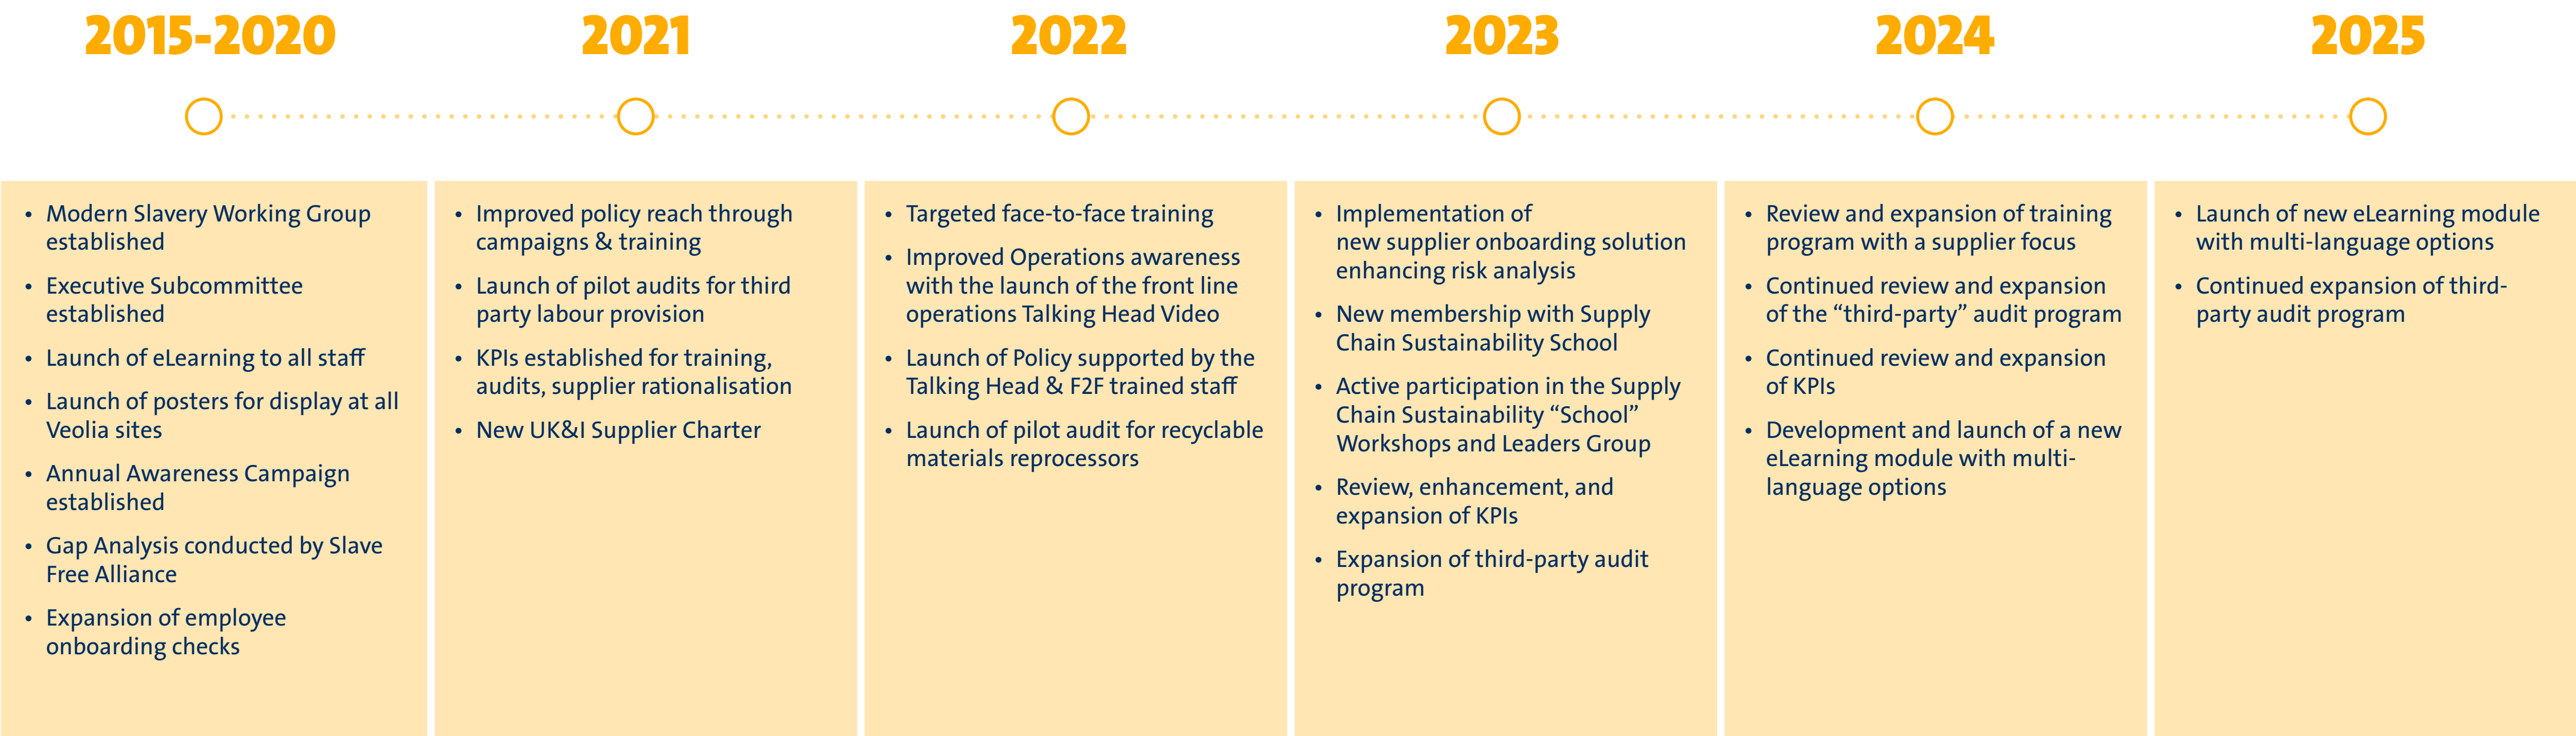 2015-2020
2021
2022
2023
2024
2025
• Modern Slavery Working Group
established
• Executive Subcommittee
established
• Launch of eLearning to all staff
• Launch of posters for display at all
Veolia sites
• Annual Awareness Campaign
established
• Gap Analysis conducted by Slave
Free Alliance
• Expansion of employee
onboarding checks
• Improved policy reach through
campaigns & training
• Launch of pilot audits for third
party labour provision
• KPIs established for training,
audits, supplier rationalisation
• New UK&I Supplier Charter
• Targeted face-to-face training
• Improved Operations awareness
with the launch of the front line
operations Talking Head Video
• Launch of Policy supported by the
Talking Head & F2F trained staff
• Launch of pilot audit for recyclable
materials reprocessors
• Implementation of
new supplier onboarding solution
enhancing risk analysis
• New membership with Supply
Chain Sustainability School
• Active participation in the Supply
Chain Sustainability “School”
Workshops and Leaders Group
• Review, enhancement, and
expansion of KPIs
• Expansion of third-party audit
program
• Review and expansion of training
program with a supplier focus
• Continued review and expansion
of the “third-party” audit program
• Continued review and expansion
of KPIs
• Development and launch of a new
eLearning module with multi-
language options
• Launch of new eLearning module
with multi-language options
• Continued expansion of third-
party audit program